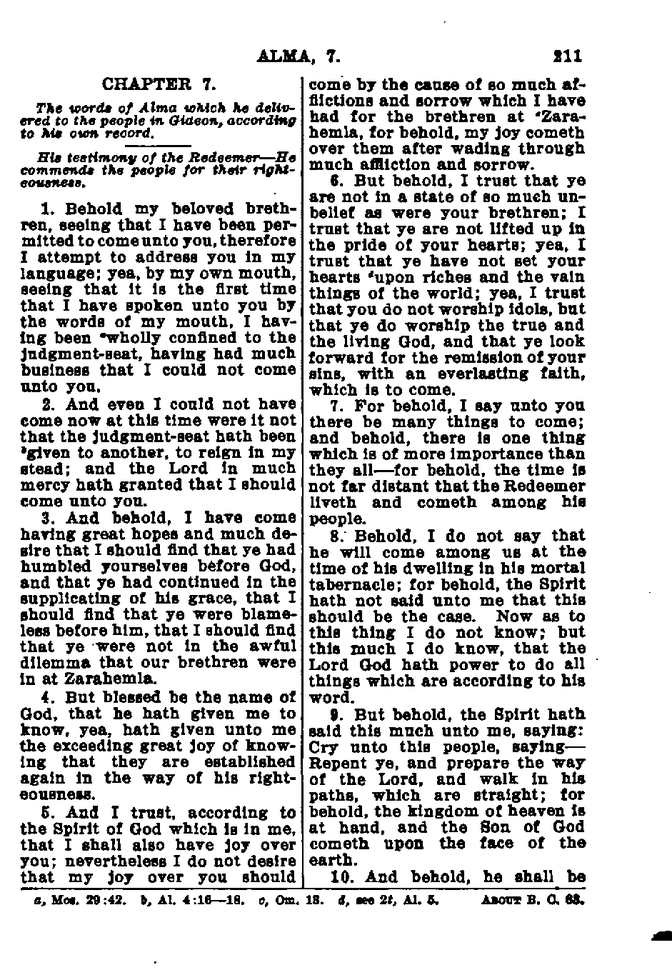 ALMA, 7. 211
CHAPTER 7.
The words of Alma which he deliv-
ered to the people in Gideon, according
to his own record.
His testimony of the Redeemer—He
commends the people for their right-
eousness.
1. Behold my beloved breth-
ren, seeing that I have been per-
mitted to come unto you, therefore
I attempt to address you in my
language; yea, by my own mouth,
seeing that it is the first time
that I have spoken unto you by
the words of my mouth, I hav-
ing been ᵃwholly confined to the
judgment-seat, having had much
business that I could not come
unto you.
2. And even I could not have
come now at this time were it not
that the judgment-seat hath been
ᵇgiven to another, to reign in my
stead; and the Lord in much
mercy hath granted that I should
come unto you.
3. And behold, I have come
having great hopes and much de-
sire that I should find that ye had
humbled yourselves before God,
and that ye had continued in the
supplicating of his grace, that I
should find that ye were blame-
less before him, that I should find
that ye were not in the awful
dilemma that our brethren were
in at Zarahemla.
4. But blessed be the name of
God, that he hath given me to
know, yea, hath given unto me
the exceeding great joy of know-
ing that they are established
again in the way of his right-
eousness.
5. And I trust, according to
the Spirit of God which is in me,
that I shall also have joy over
you; nevertheless I do not desire
that my joy over you should
come by the cause of so much af-
flictions and sorrow which I have
had for the brethren at ᶜZara-
hemla, for behold, my joy cometh
over them after wading through
much affliction and sorrow.
6. But behold, I trust that ye
are not in a state of so much un-
belief as were your brethren; I
trust that ye are not lifted up in
the pride of your hearts; yea, I
trust that ye have not set your
hearts ᵈupon riches and the vain
things of the world; yea, I trust
that you do not worship idols, but
that ye do worship the true and
the living God, and that ye look
forward for the remission of your
sins, with an everlasting faith,
which is to come.
7. For behold, I say unto you
there be many things to come;
and behold, there is one thing
which is of more importance than
they all—for behold, the time is
not far distant that the Redeemer
liveth and cometh among his
people.
8. Behold, I do not say that
he will come among us at the
time of his dwelling in his mortal
tabernacle; for behold, the Spirit
hath not said unto me that this
should be the case. Now as to
this thing I do not know; but
this much I do know, that the
Lord God hath power to do all
things which are according to his
word.
9. But behold, the Spirit hath
said this much unto me, saying:
Cry unto this people, saying—
Repent ye, and prepare the way
of the Lord, and walk in his
paths, which are straight; for
behold, the kingdom of heaven is
at hand, and the Son of God
cometh upon the face of the
earth.
10. And behold, he shall be
a, Mos. 29:42. b, Al. 4:16—18. c, Om. 13. d, see 2t, Al. 5. ABOUT B. C. 83.